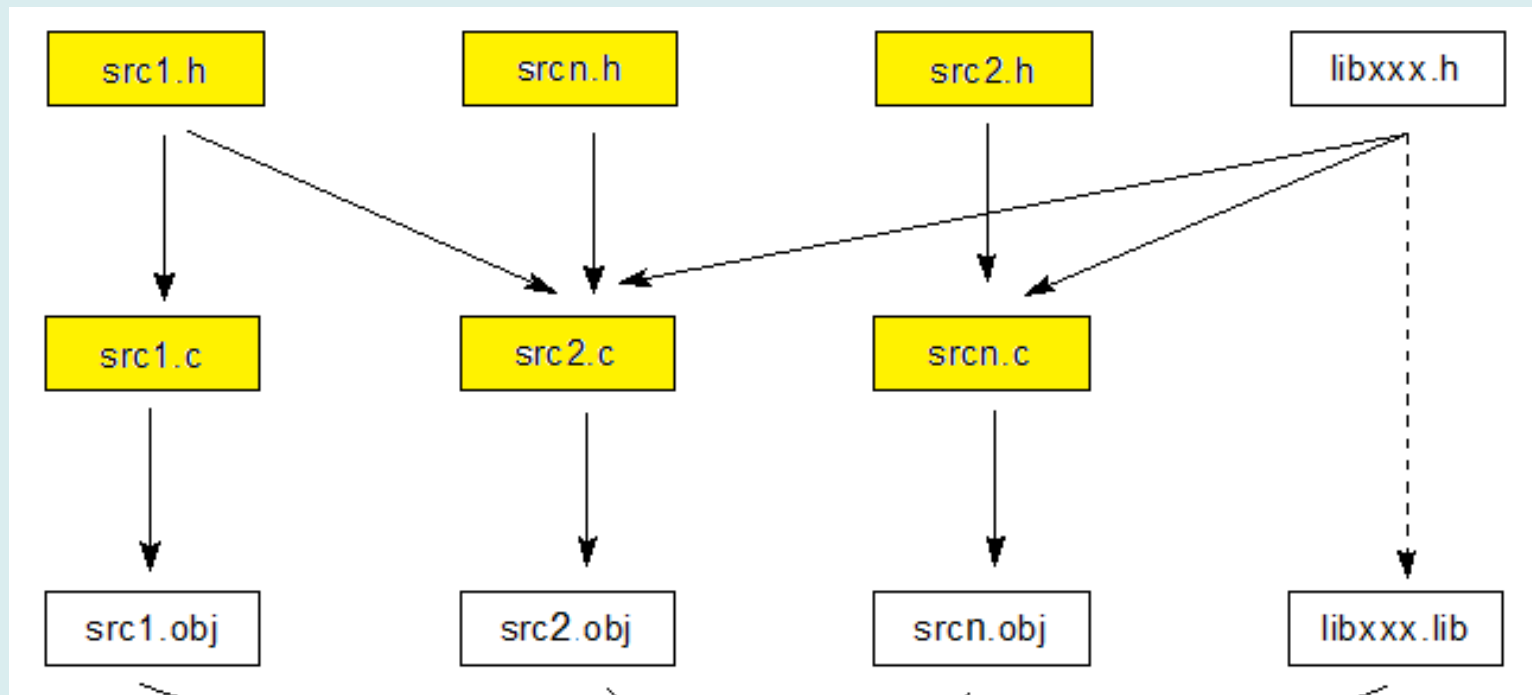 src1.h
srcn.h
src2.h
libxxx.h
src1.c
src2.c
srcn.c
src1.obj
src2.obj
srcn.obj
libxxx.lib